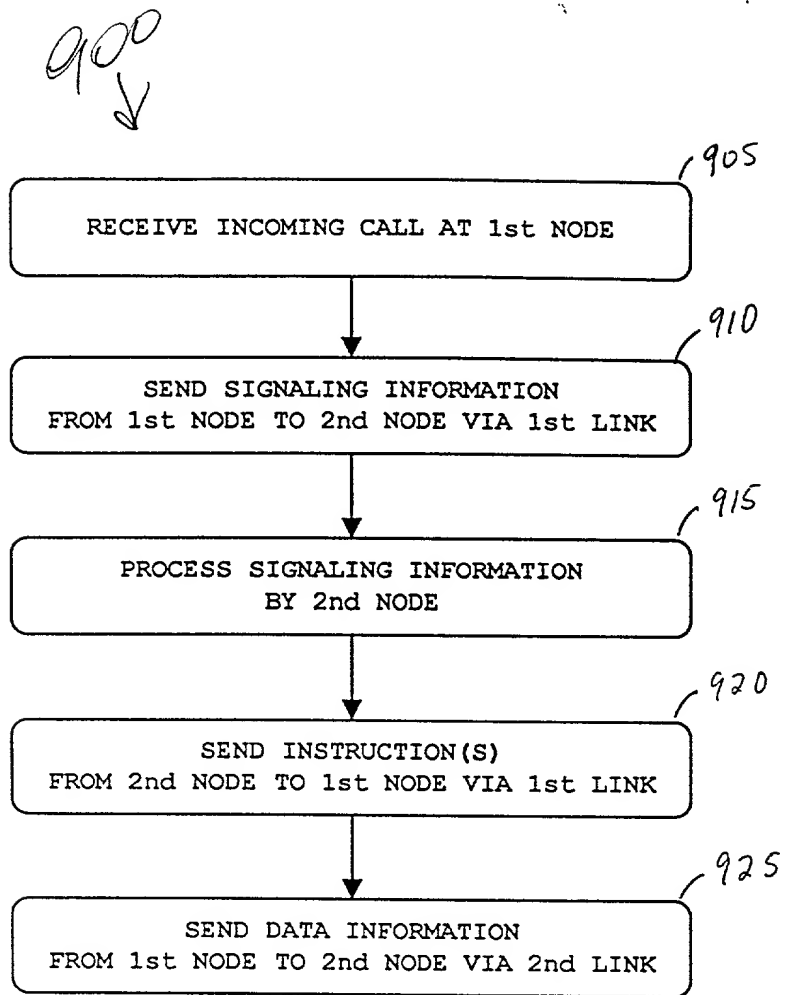 900
905
RECEIVE INCOMING CALL AT 1st NODE
910
SEND SIGNALING INFORMATION
FROM 1st NODE TO 2nd NODE VIA 1st LINK
915
PROCESS SIGNALING INFORMATION
BY 2nd NODE
920
SEND INSTRUCTION(S)
FROM 2nd NODE TO 1st NODE VIA 1st LINK
925
SEND DATA INFORMATION
FROM 1st NODE TO 2nd NODE VIA 2nd LINK